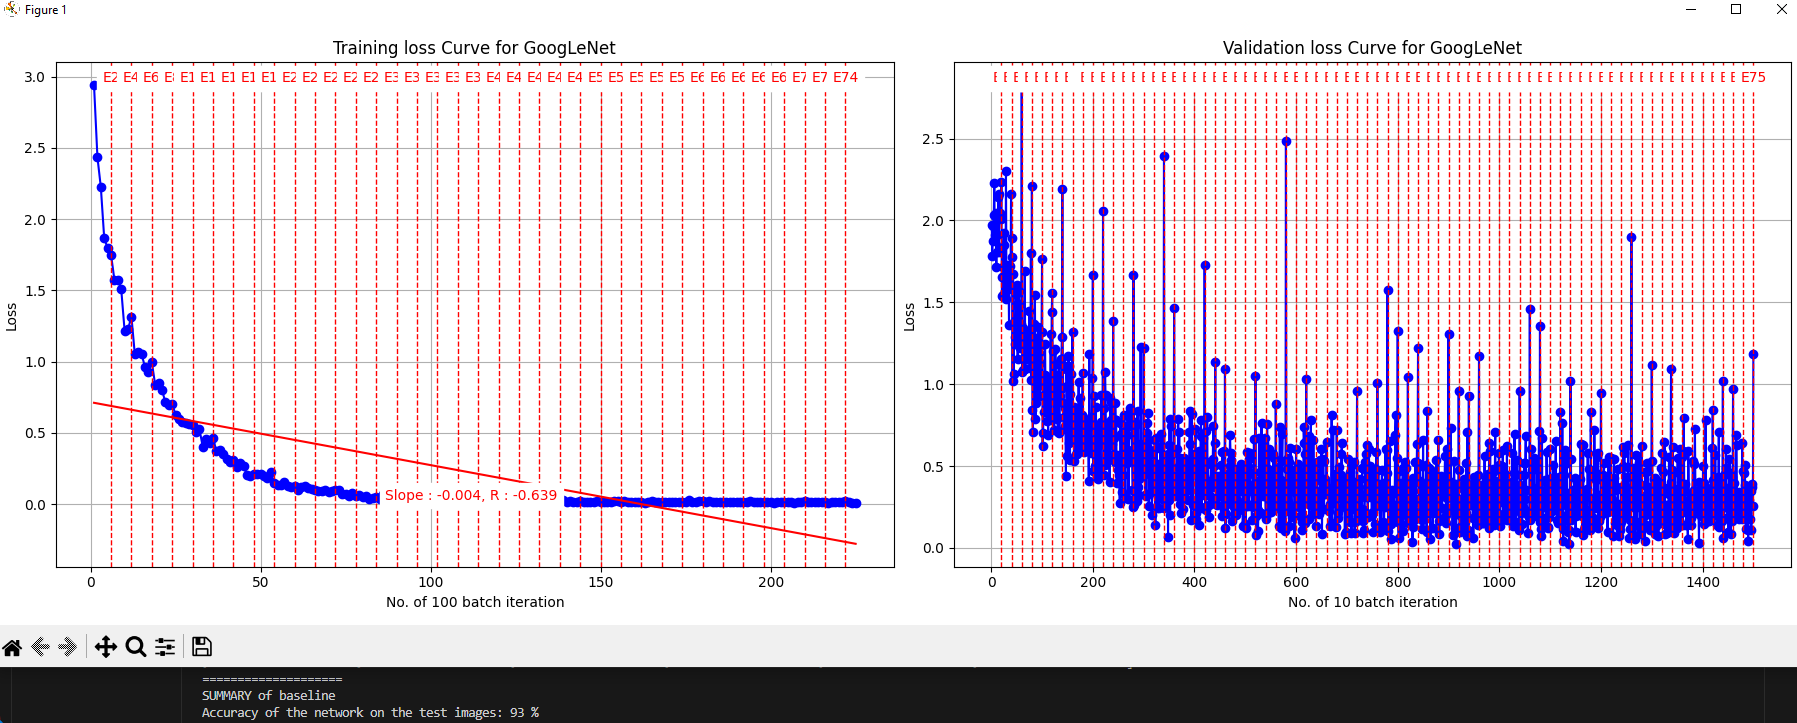 Figure 1
Training loss Curve for GoogLeNet
E2 E4 E6 E1 E1 E1 E1 E1 E2 E2 E2 E2 E2 E3 E3 E3 E3 E3 E4 E4 E4 E4 E4 E5 E5 E5 E5 E5 E6 E6 E6 E6 E6 E7 E7 E74
3.0
2.5
2.0
1.5
1.0
0.5
0.0
Loss
Slope : -0.004, R : -0.639
0 50 100 150 200
No. of 100 batch iteration
Validation loss Curve for GoogLeNet
E75
2.5
2.0
1.5
1.0
0.5
0.0
Loss
0 200 400 600 800 1000 1200 1400
No. of 10 batch iteration
====================
SUMMARY of baseline
Accuracy of the network on the test images: 93 %